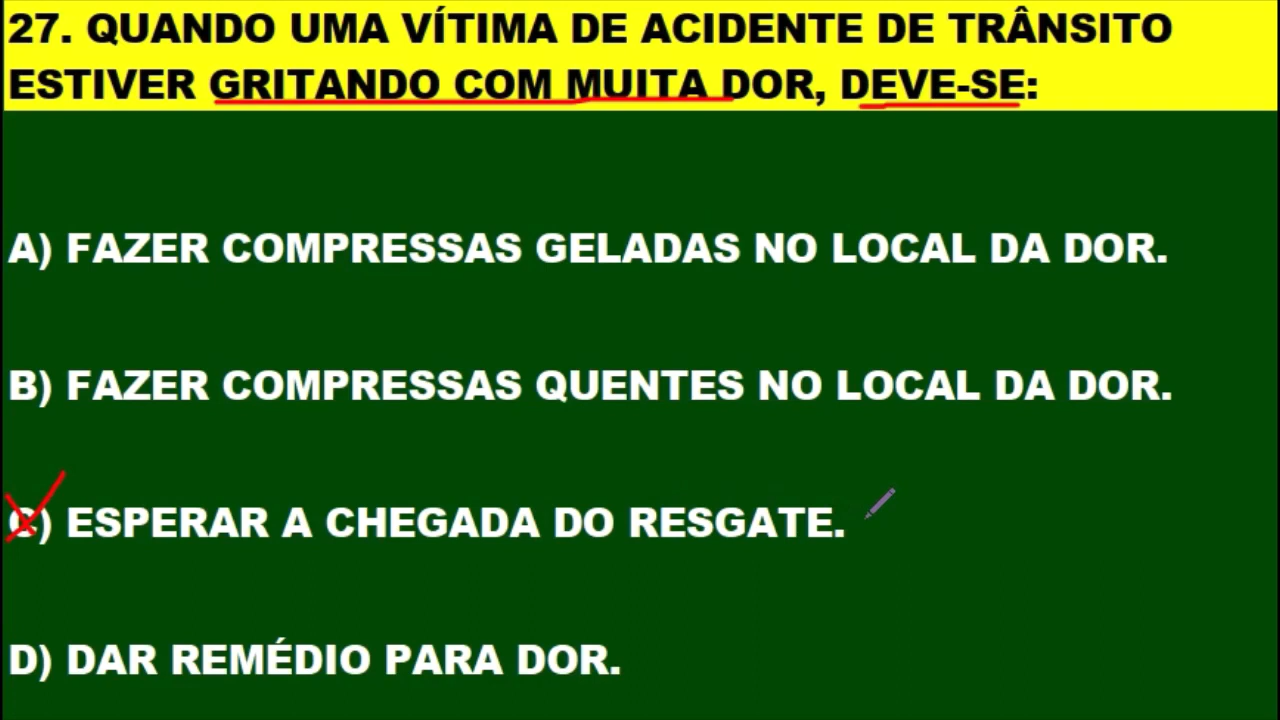 27. QUANDO UMA VÍTIMA DE ACIDENTE DE TRÂNSITO
ESTIVER GRITANDO COM MUITA DOR, DEVE-SE:
A) FAZER COMPRESSAS GELADAS NO LOCAL DA DOR.
B) FAZER COMPRESSAS QUENTES NO LOCAL DA DOR.
C) ESPERAR A CHEGADA DO RESGATE.
D) DAR REMÉDIO PARA DOR.